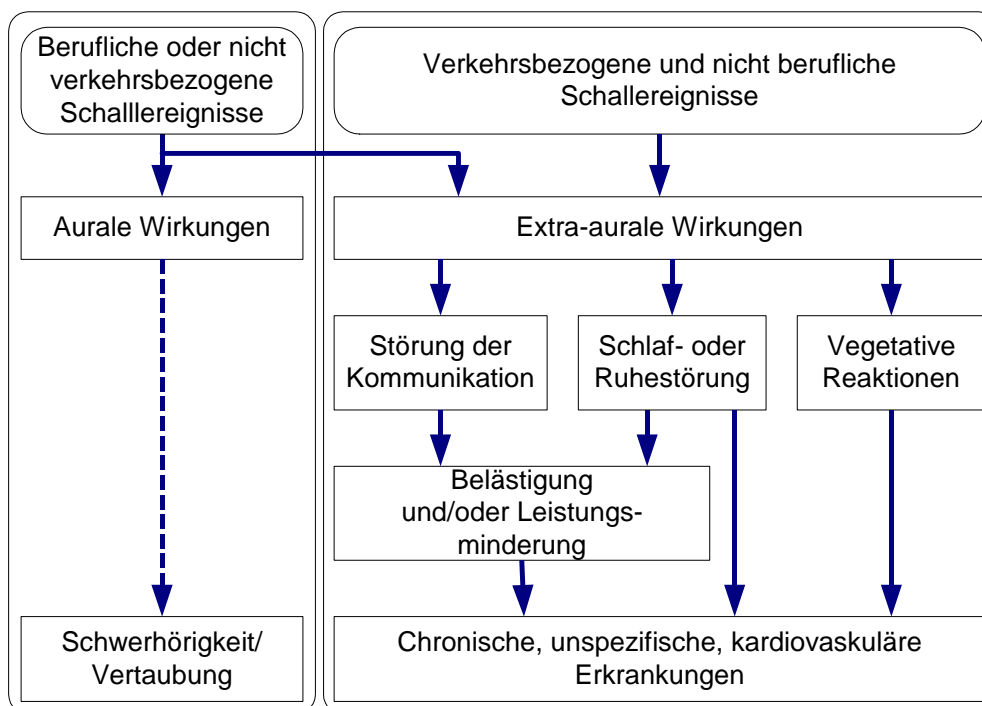 Berufliche oder nicht
verkehrsbezogene
Schalllereignisse
Verkehrsbezogene und nicht berufliche
Schallereignisse
Aurale Wirkungen
Extra-aurale Wirkungen
Störung der
Kommunikation
Schlaf- oder
Ruhestörung
Vegetative
Reaktionen
Belästigung
und/oder Leistungs-
minderung
Schwerhörigkeit/
Vertaubung
Chronische, unspezifische, kardiovaskuläre
Erkrankungen